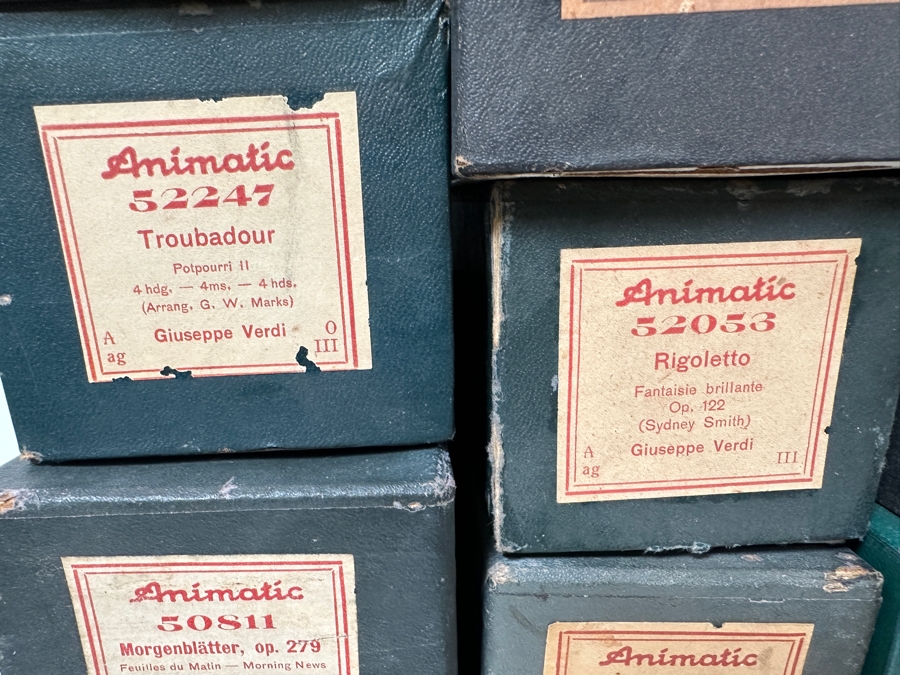 Animatic
52247
Troubadour
Potpourri II
4 hdg. — 4ms. — 4 hds.
(Arrang. G. W. Marks)
Giuseppe Verdi
A
ag
O
III
Animatic
52053
Rigoletto
Fantaisie brillante
Op. 122
(Sydney Smith)
Giuseppe Verdi
A
ag
III
Animatic
50811
Morgenblätter, op. 279
Feuilles du Matin — Morning News
Animatic